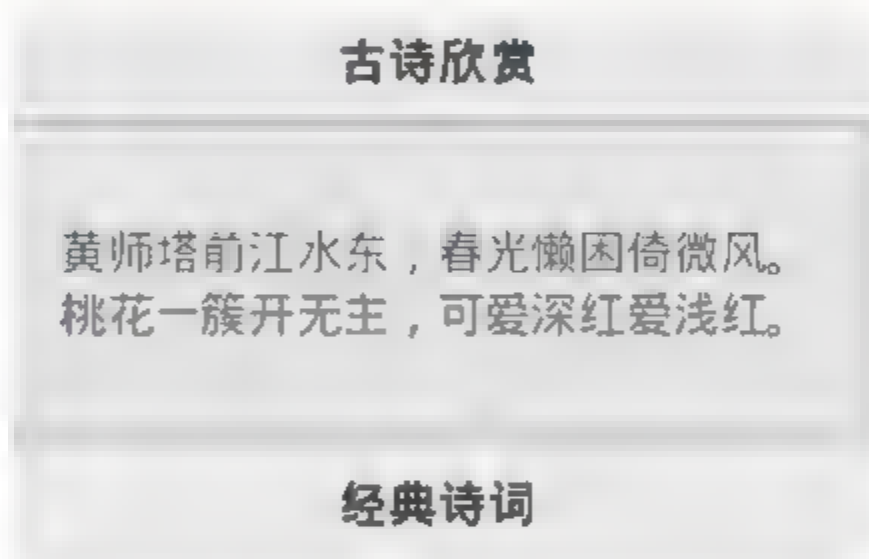 古诗欣赏
黄师塔前江水东，春光懒困倚微风。
桃花一簇开无主，可爱深红爱浅红。
经典诗词